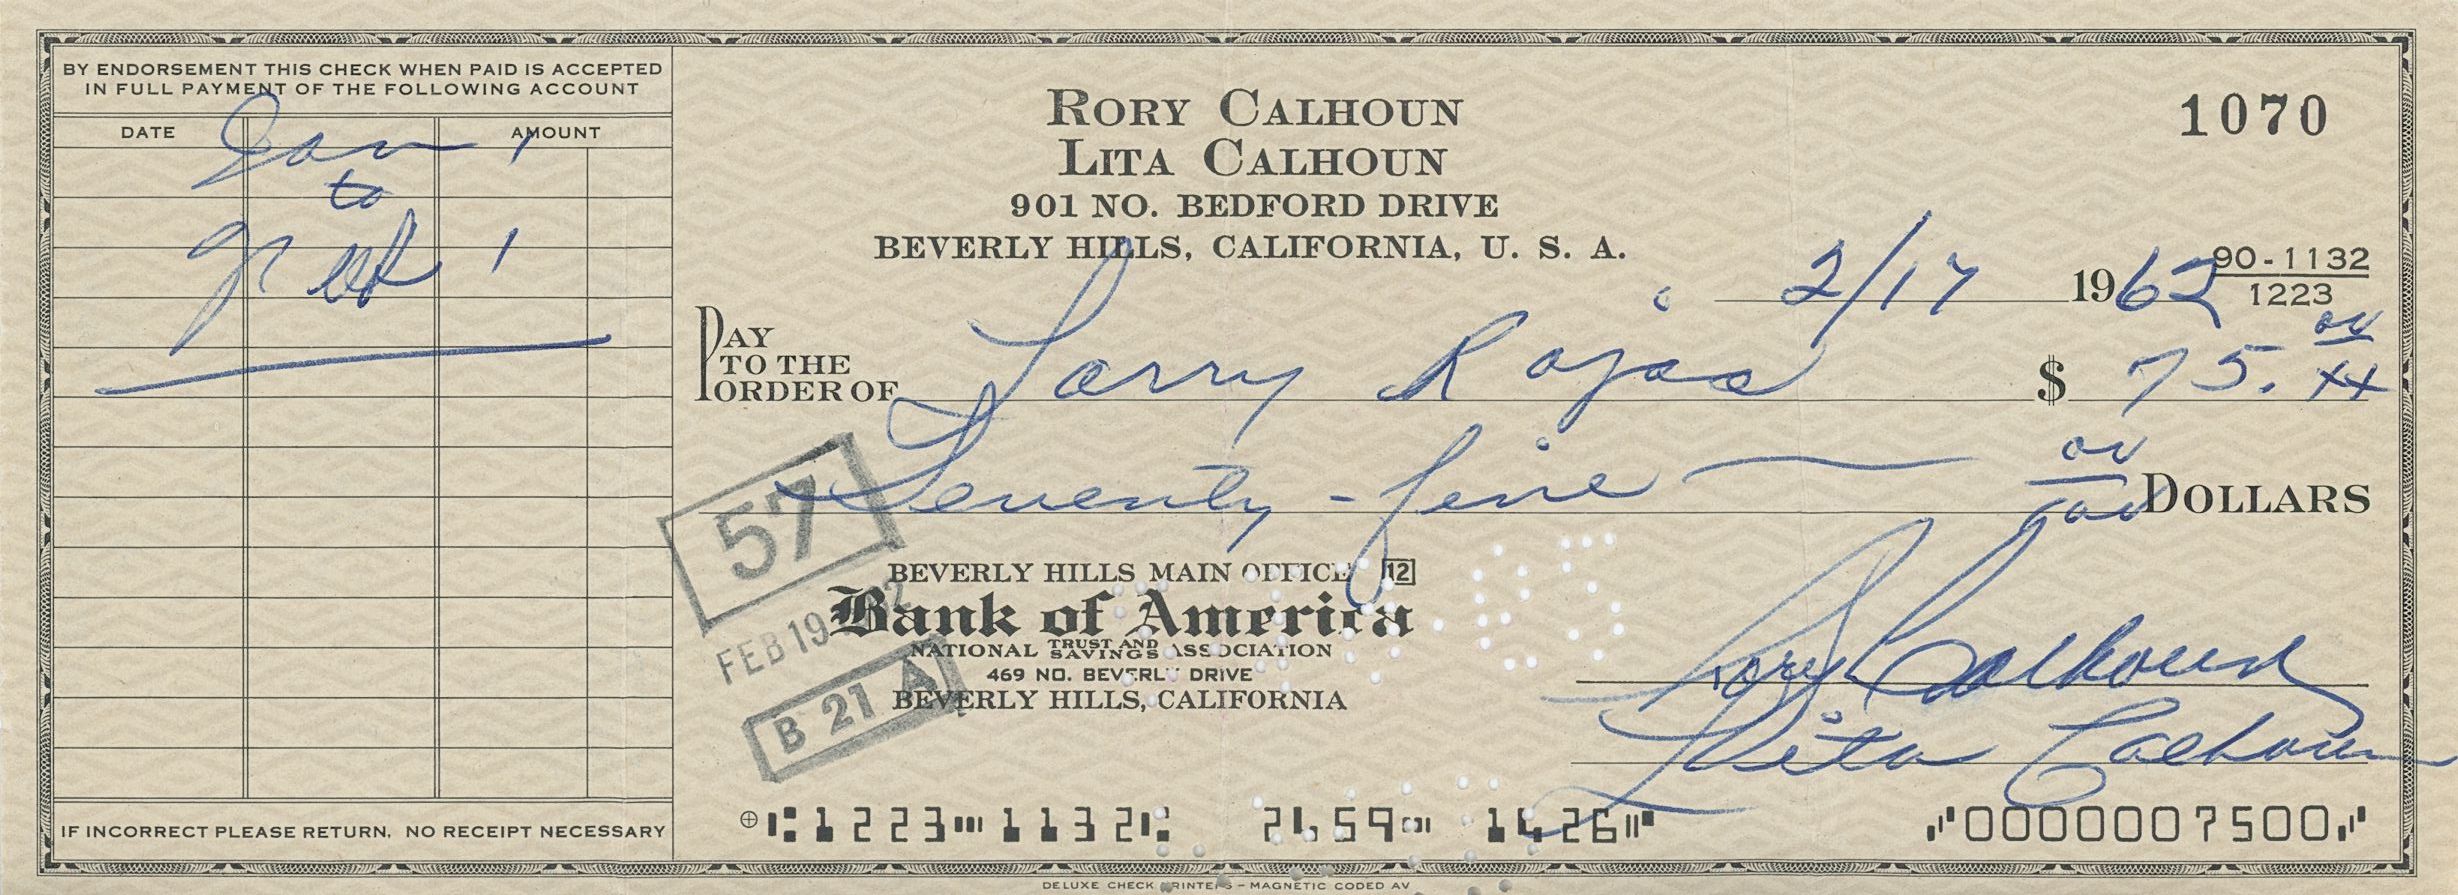 BY ENDORSEMENT THIS CHECK WHEN PAID IS ACCEPTED
IN FULL PAYMENT OF THE FOLLOWING ACCOUNT
DATE AMOUNT
Jan 1
to
Feb 1
IF INCORRECT PLEASE RETURN. NO RECEIPT NECESSARY
RORY CALHOUN
LITA CALHOUN
901 NO. BEDFORD DRIVE
BEVERLY HILLS, CALIFORNIA, U. S. A.
1070
2/17 1962
90-1132
1223
PAY TO THE ORDER OF Larry Rojas $ 75. 00/xx
Seventy-five 00/100 DOLLARS
57
FEB 19 '62
B 21 A
BEVERLY HILLS MAIN OFFICE 12
Bank of America
NATIONAL TRUST AND SAVINGS ASSOCIATION
469 NO. BEVERLY DRIVE
BEVERLY HILLS, CALIFORNIA
Rory Calhoun
Lita Calhoun
1223 1132 2459 1426 0000007500
DELUXE CHECK PRINTERS - MAGNETIC CODED AV